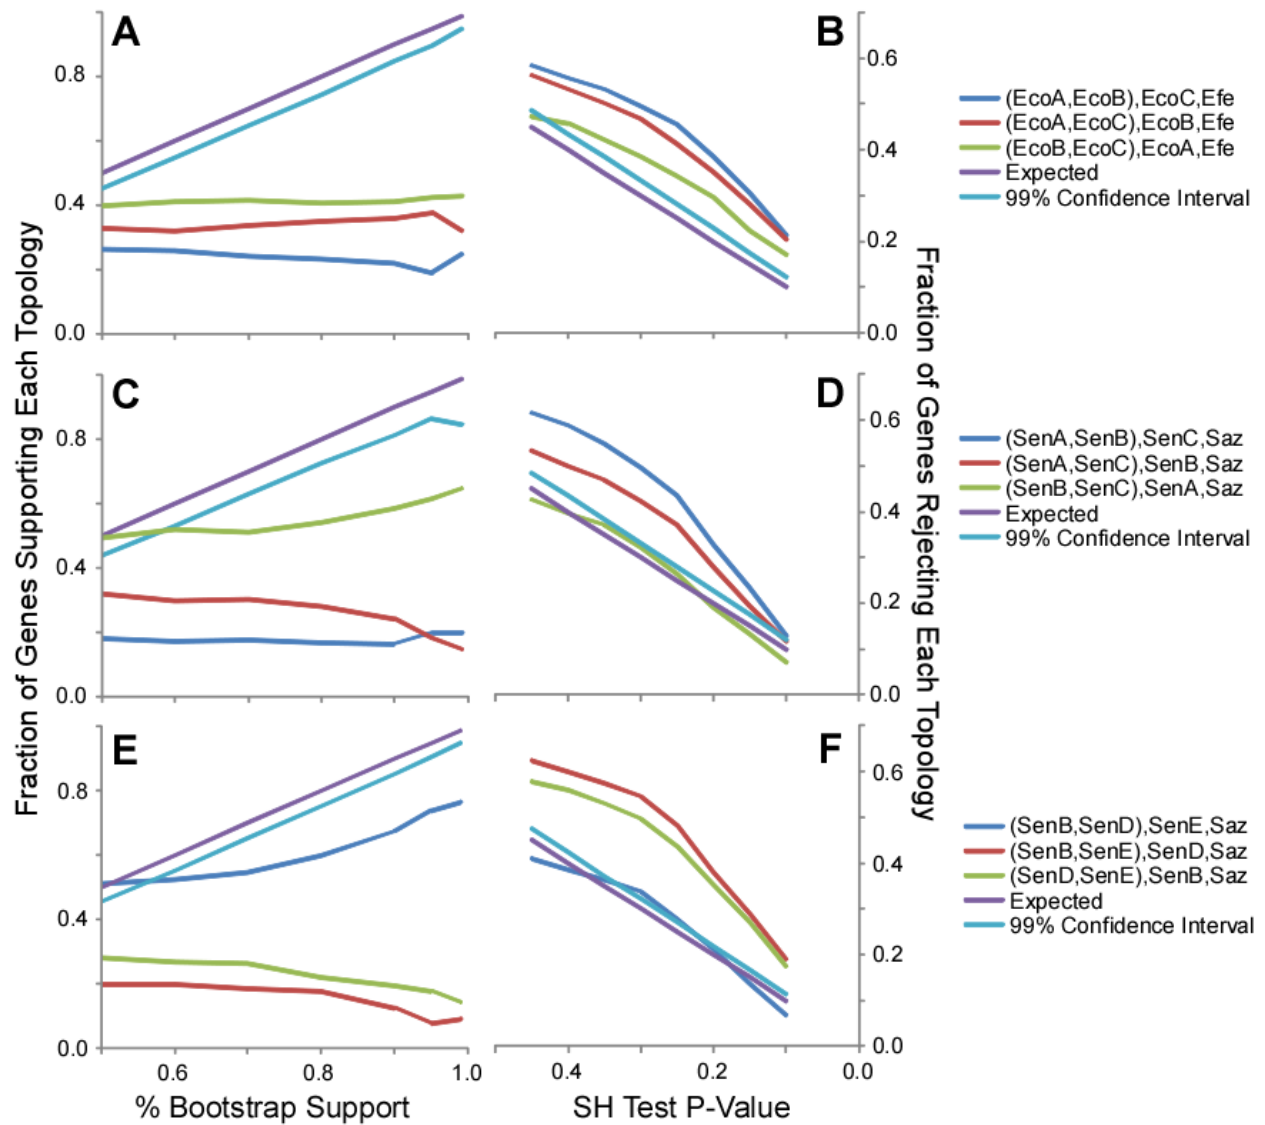 A
B
0.8
0.4
0.0
0.6
0.4
0.2
0.0
(EcoA,EcoB),EcoC,Efe
(EcoA,EcoC),EcoB,Efe
(EcoB,EcoC),EcoA,Efe
Expected
99% Confidence Interval
Fraction of Genes Supporting Each Topology
Fraction of Genes Rejecting Each Topology
C
D
0.8
0.4
0.0
0.6
0.4
0.2
0.0
(SenA,SenB),SenC,Saz
(SenA,SenC),SenB,Saz
(SenB,SenC),SenA,Saz
Expected
99% Confidence Interval
E
F
0.8
0.4
0.0
0.6
0.4
0.2
0.0
(SenB,SenD),SenE,Saz
(SenB,SenE),SenD,Saz
(SenD,SenE),SenB,Saz
Expected
99% Confidence Interval
0.6 0.8 1.0
0.4 0.2 0.0
% Bootstrap Support
SH Test P-Value